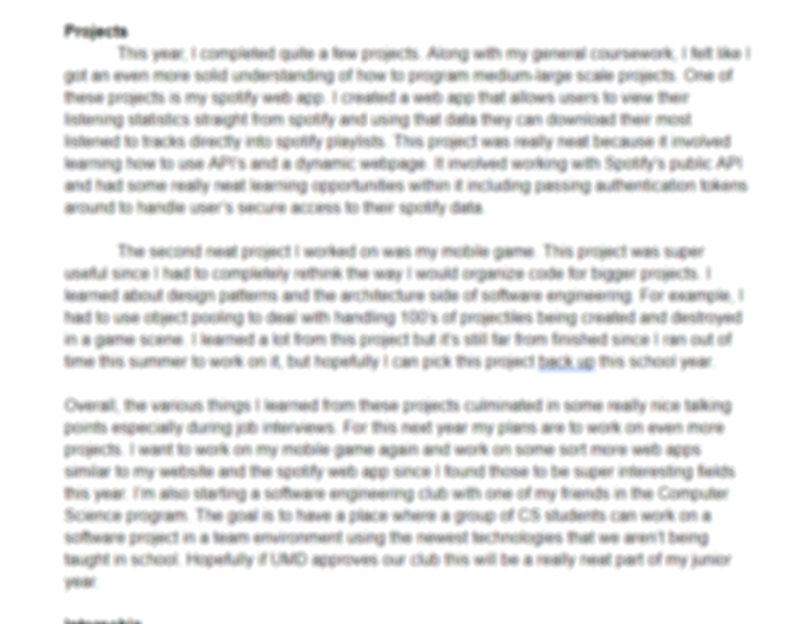 Projects
This year, I completed quite a few projects. Along with my general coursework, I felt like I
got an even more solid understanding of how to program medium-large scale projects. One of
these projects is my spotify web app. I created a web app that allows users to view their
listening statistics straight from spotify and using that data they can download their most
listened to tracks directly into spotify playlists. This project was really neat because it involved
learning how to use API's and a dynamic webpage. It involved working with Spotify's public API
and had some really neat learning opportunities within it including passing authentication tokens
around to handle user's secure access to their spotify data.
The second neat project I worked on was my mobile game. This project was super
useful since I had to completely rethink the way I would organize code for bigger projects. I
learned about design patterns and the architecture side of software engineering. For example, I
had to use object pooling to deal with handling 100's of projectiles being created and destroyed
in a game scene. I learned a lot from this project but it's still far from finished since I ran out of
time this summer to work on it, but hopefully I can pick this project back up this school year.
Overall, the various things I learned from these projects culminated in some really nice talking
points especially during job interviews. For this next year my plans are to work on even more
projects. I want to work on my mobile game again and work on some sort more web apps
similar to my website and the spotify web app since I found those to be super interesting fields
this year. I'm also starting a software engineering club with one of my friends in the Computer
Science program. The goal is to have a place where a group of CS students can work on a
software project in a team environment using the newest technologies that we aren't being
taught in school. Hopefully if UMD approves our club this will be a really neat part of my junior
year.